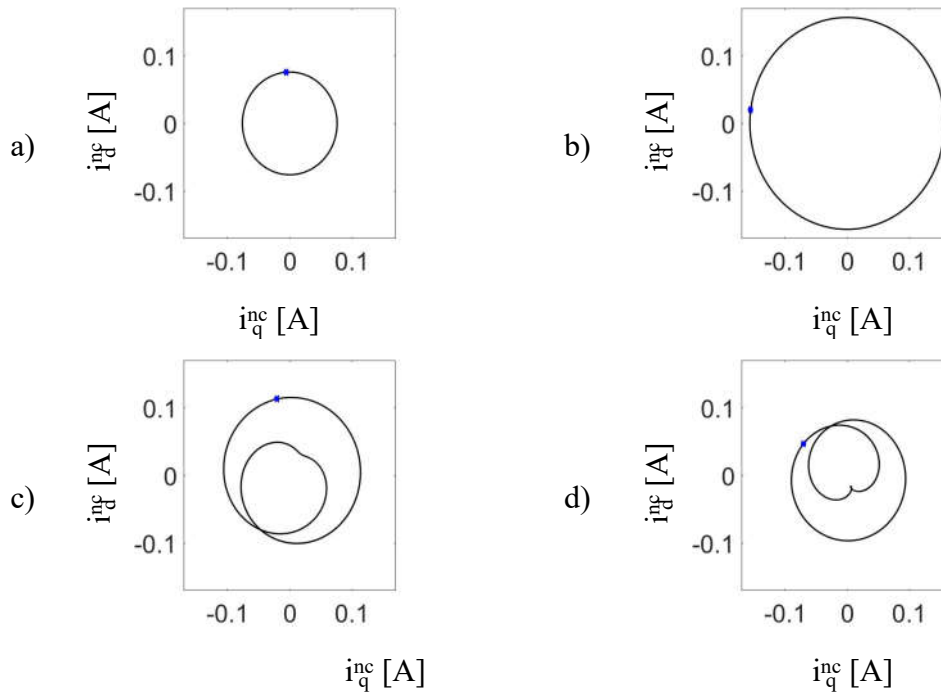 a)
i_d^nc [A]
0.1
0
-0.1
-0.1 0 0.1
i_q^nc [A]
b)
i_d^nc [A]
0.1
0
-0.1
-0.1 0 0.1
i_q^nc [A]
c)
i_d^nc [A]
0.1
0
-0.1
-0.1 0 0.1
i_q^nc [A]
d)
i_d^nc [A]
0.1
0
-0.1
-0.1 0 0.1
i_q^nc [A]